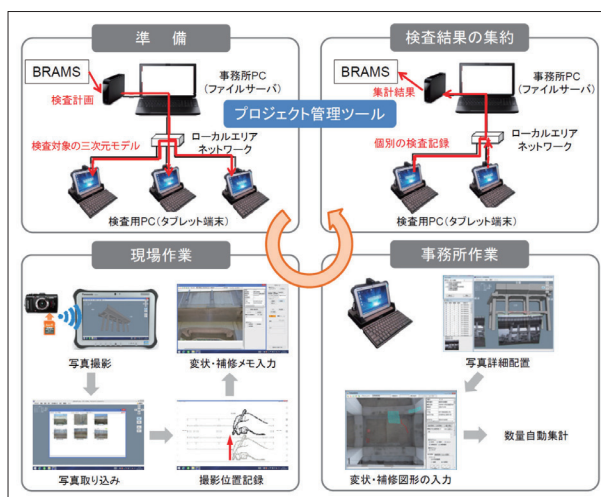 準 備
BRAMS
事務所PC
(ファイルサーバ)
検査計画
検査対象の三次元モデル
ローカルエリア
ネットワーク
検査用PC(タブレット端末)
検査結果の集約
BRAMS
事務所PC
(ファイルサーバ)
集計結果
個別の検査記録
ローカルエリア
ネットワーク
検査用PC(タブレット端末)
プロジェクト管理ツール
現場作業
写真撮影
変状・補修メモ入力
写真取り込み
撮影位置記録
事務所作業
写真詳細配置
変状・補修図形の入力
数量自動集計